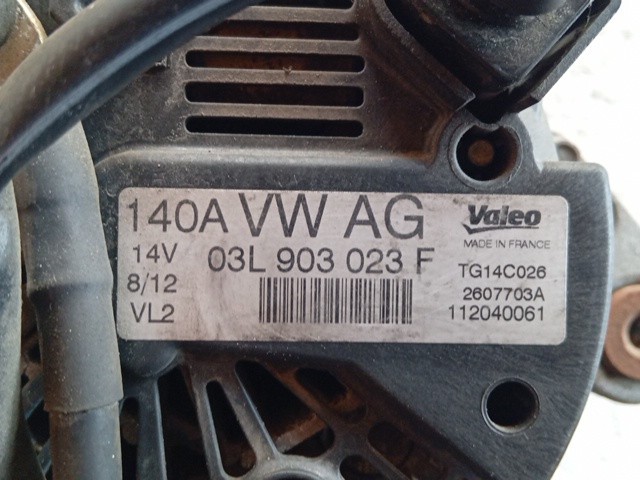 140A VW AG
14V 03L 903 023 F
8/12
VL2
Valeo
MADE IN FRANCE
TG14C026
2607703A
112040061